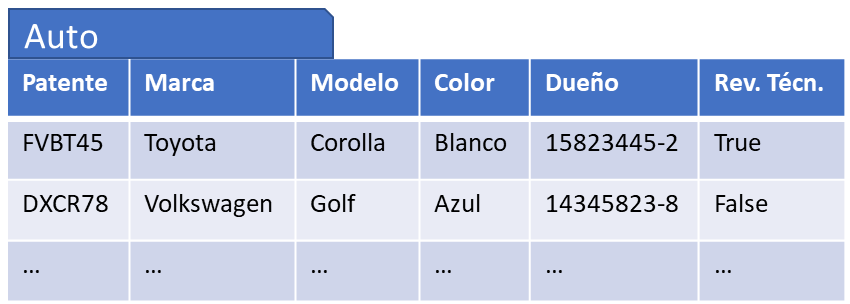 Auto
Patente Marca Modelo Color Dueño Rev. Técn.
FVBT45 Toyota Corolla Blanco 15823445-2 True
DXCR78 Volkswagen Golf Azul 14345823-8 False
... ... ... ... ... ...